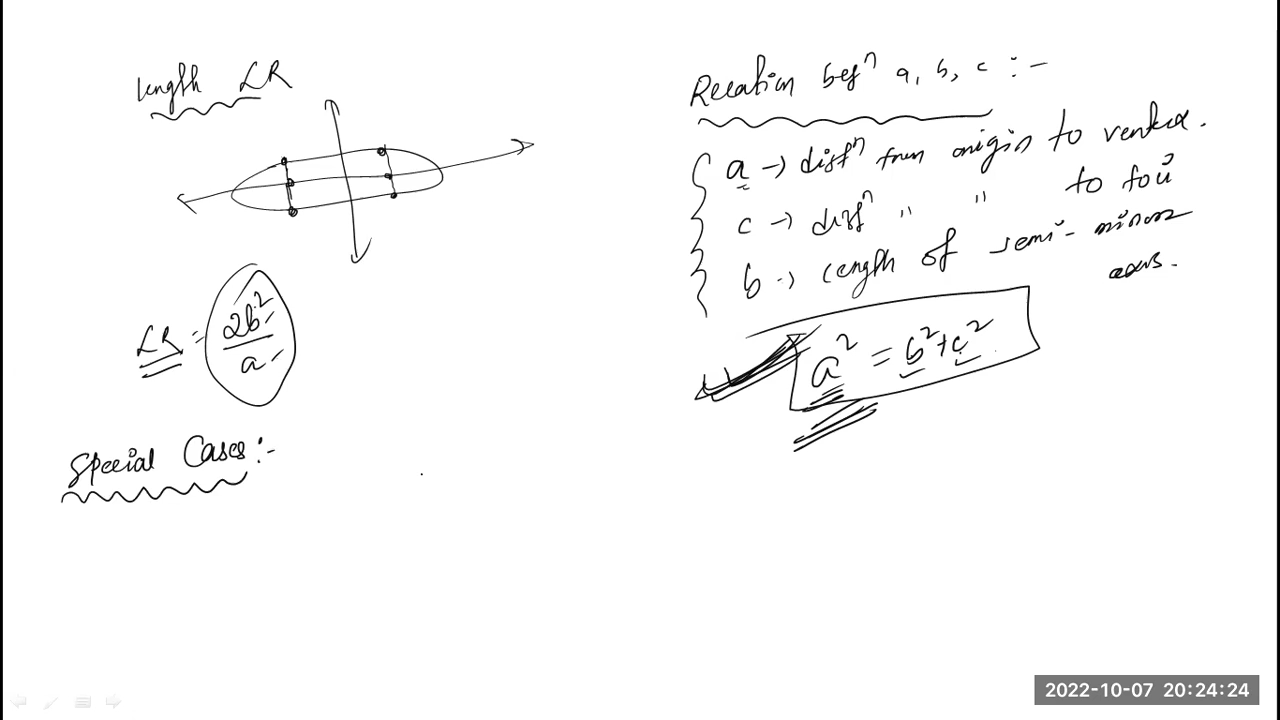 length LR
LR = 2b²/a
Special Cases :-
Relation betⁿ a, b, c :-
a → distⁿ from origin to vertex.
c → distⁿ " " to foci
b → length of semi-minor
axis.
a² = b² + c²
2022-10-07 20:24:24